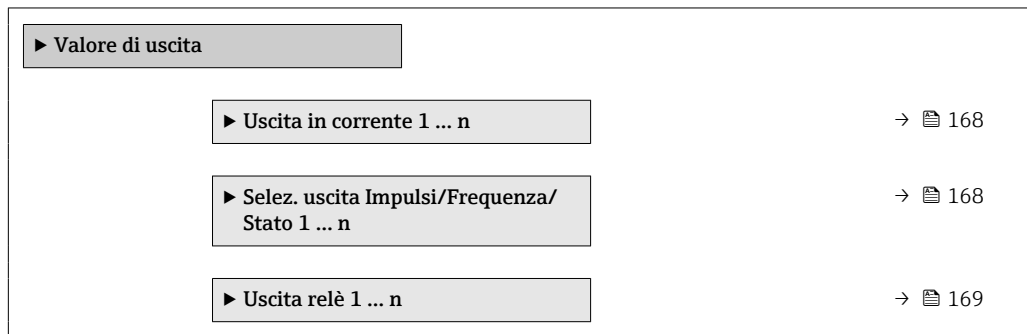 ▶ Valore di uscita
▶ Uscita in corrente 1 … n → 168
▶ Selez. uscita Impulsi/Frequenza/ → 168
Stato 1 … n
▶ Uscita relè 1 … n → 169